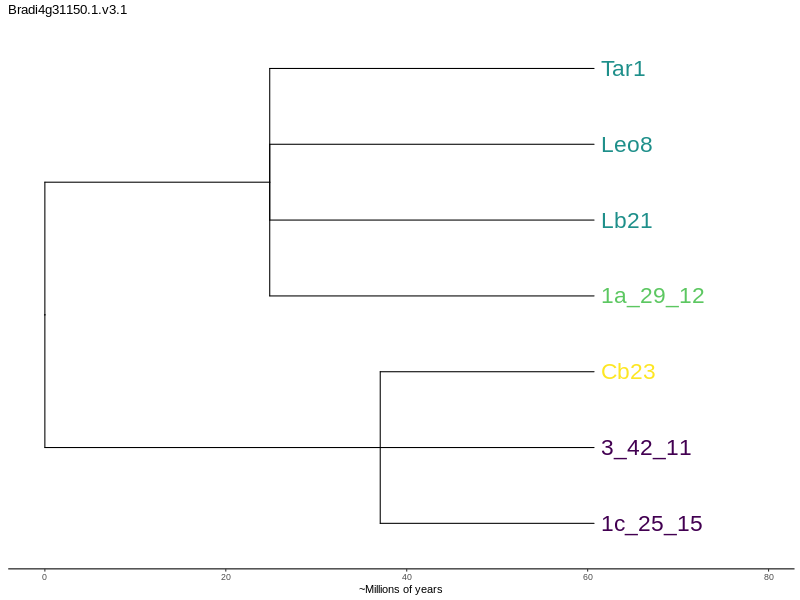 Bradi4g31150.1.v3.1
Tar1
Leo8
Lb21
1a_29_12
Cb23
3_42_11
1c_25_15
0 20 40 60 80
~Millions of years